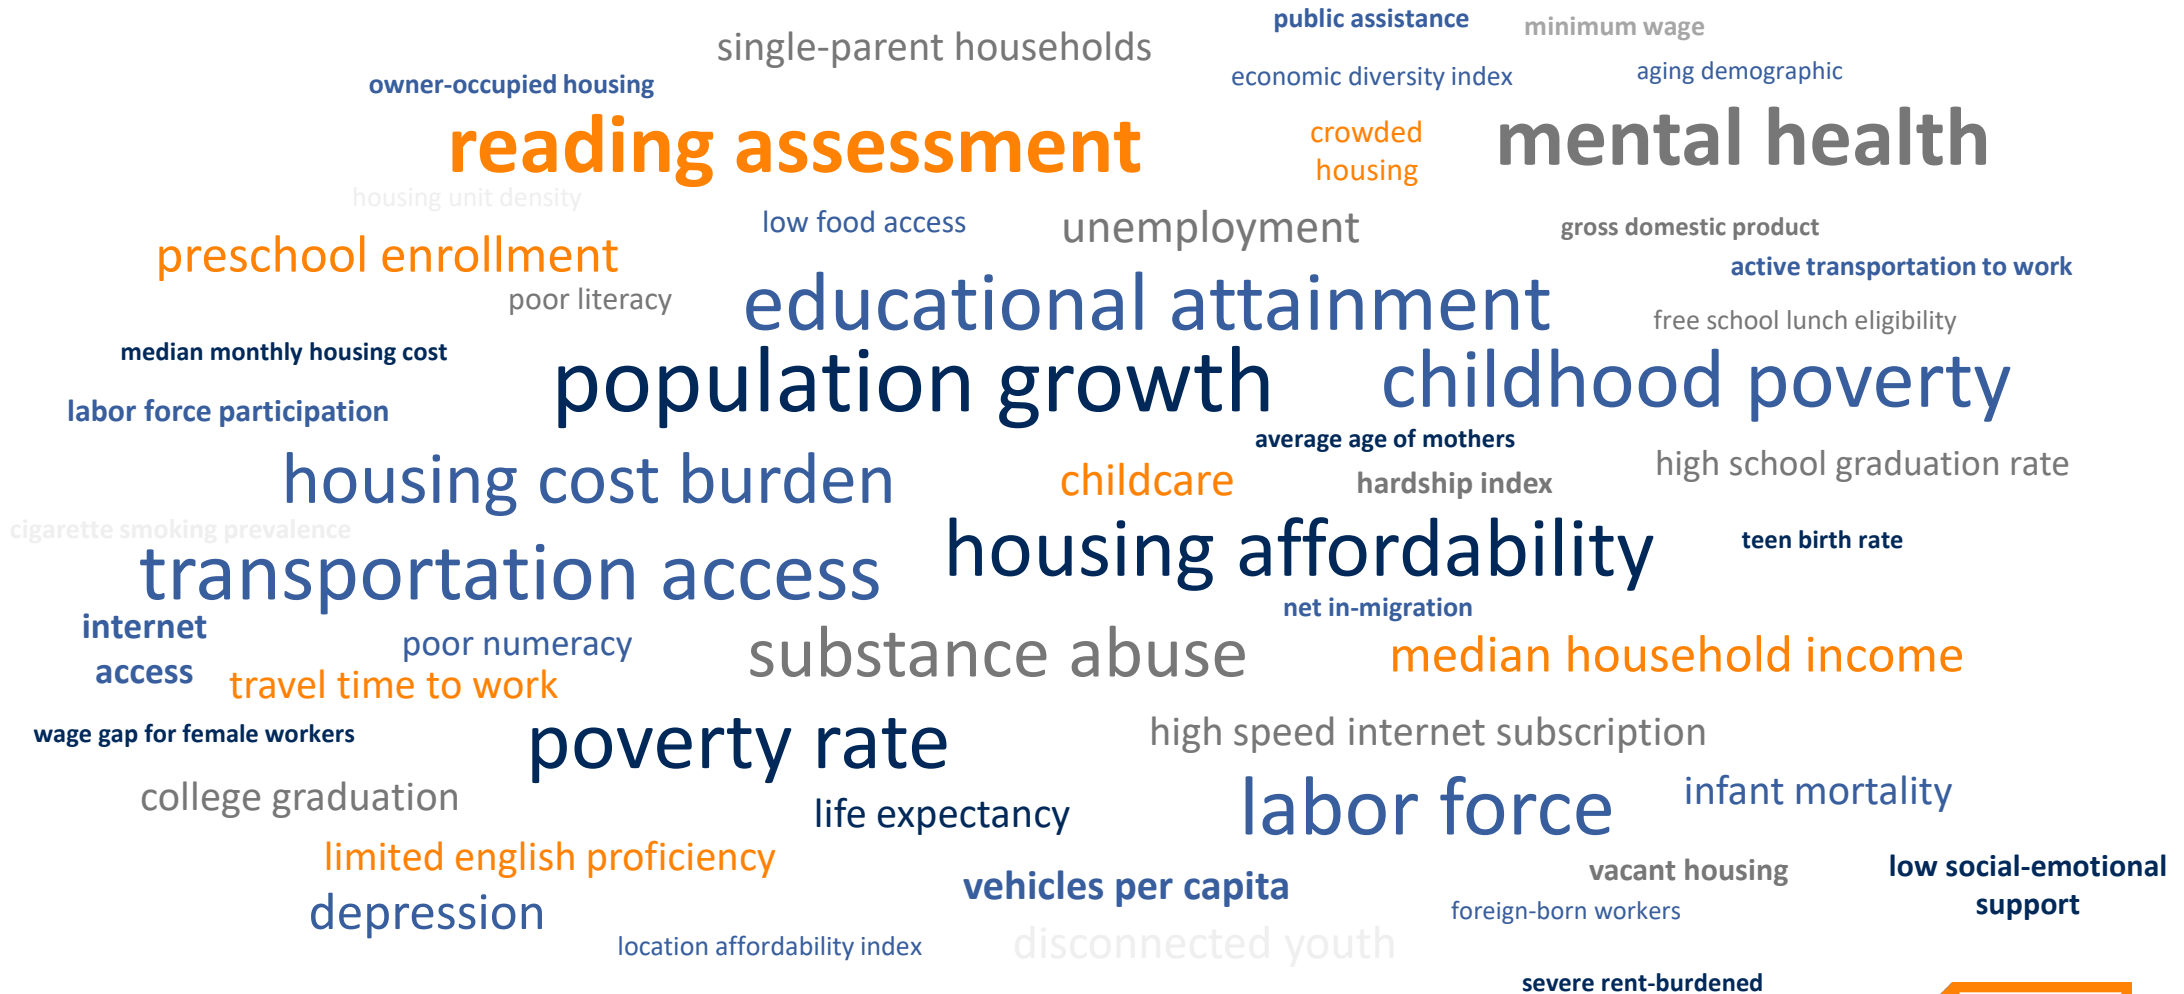 public assistance
minimum wage
single-parent households
owner-occupied housing
economic diversity index
aging demographic
reading assessment
crowded
housing
mental health
housing unit density
low food access
unemployment
gross domestic product
preschool enrollment
active transportation to work
poor literacy
educational attainment
free school lunch eligibility
median monthly housing cost
population growth
childhood poverty
labor force participation
average age of mothers
housing cost burden
childcare
hardship index
high school graduation rate
cigarette smoking prevalence
transportation access
housing affordability
teen birth rate
net in-migration
internet
access
poor numeracy
substance abuse
median household income
travel time to work
wage gap for female workers
poverty rate
high speed internet subscription
college graduation
life expectancy
labor force
infant mortality
limited english proficiency
vehicles per capita
vacant housing
low social-emotional
support
depression
foreign-born workers
location affordability index
disconnected youth
severe rent-burdened